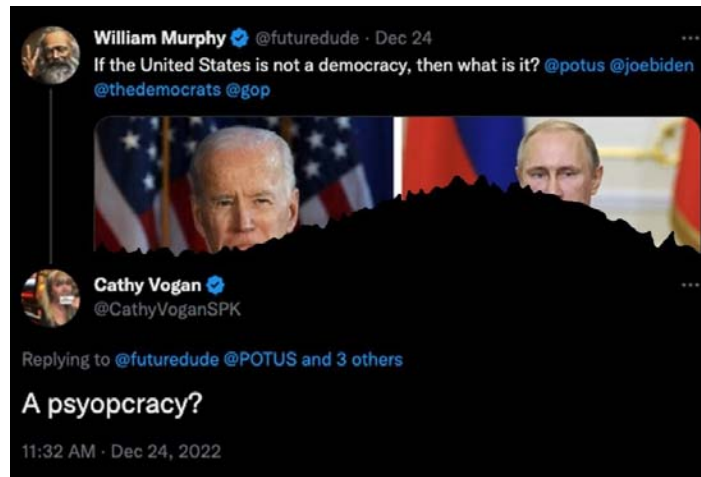 William Murphy @futuredude · Dec 24
If the United States is not a democracy, then what is it? @potus @joebiden
@thedemocrats @gop
Cathy Vogan
@CathyVoganSPK
Replying to @futuredude @POTUS and 3 others
A psyopcracy?
11:32 AM · Dec 24, 2022